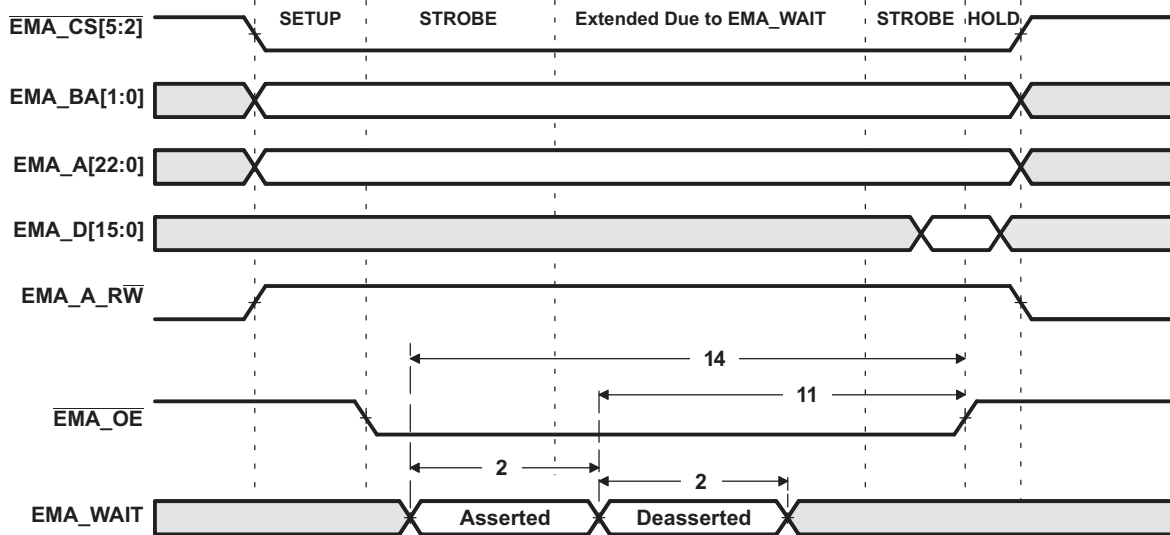 SETUP STROBE Extended Due to EMA_WAIT STROBE HOLD
EMA_CS[5:2]
EMA_BA[1:0]
EMA_A[22:0]
EMA_D[15:0]
EMA_A_RW
14
11
EMA_OE
2
2
EMA_WAIT Asserted Deasserted